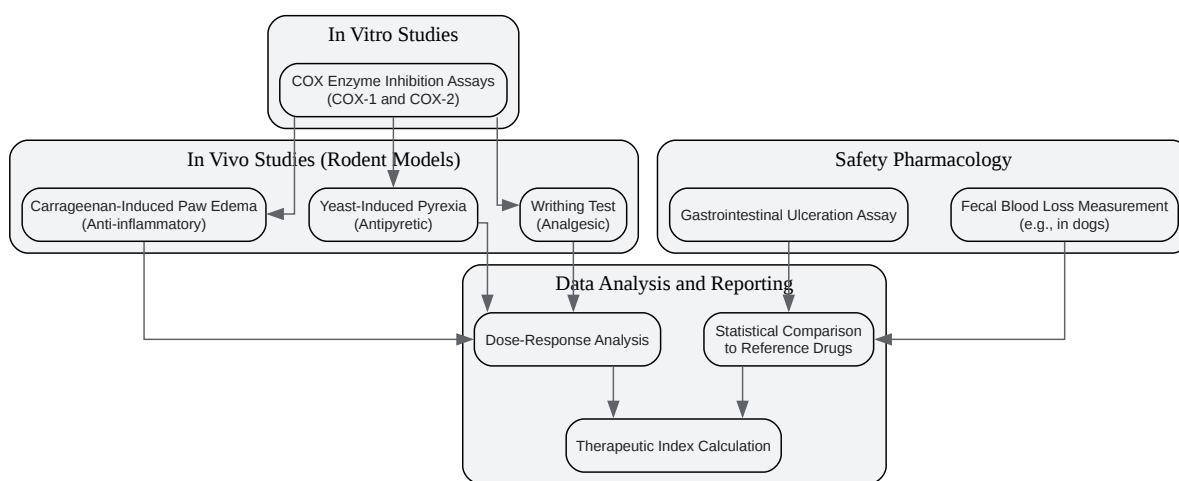 In Vitro Studies
COX Enzyme Inhibition Assays
(COX-1 and COX-2)
In Vivo Studies (Rodent Models)
Carrageenan-Induced Paw Edema
(Anti-inflammatory)
Yeast-Induced Pyrexia
(Antipyretic)
Writhing Test
(Analgesic)
Safety Pharmacology
Gastrointestinal Ulceration Assay
Fecal Blood Loss Measurement
(e.g., in dogs)
Data Analysis and Reporting
Dose-Response Analysis
Statistical Comparison
to Reference Drugs
Therapeutic Index Calculation